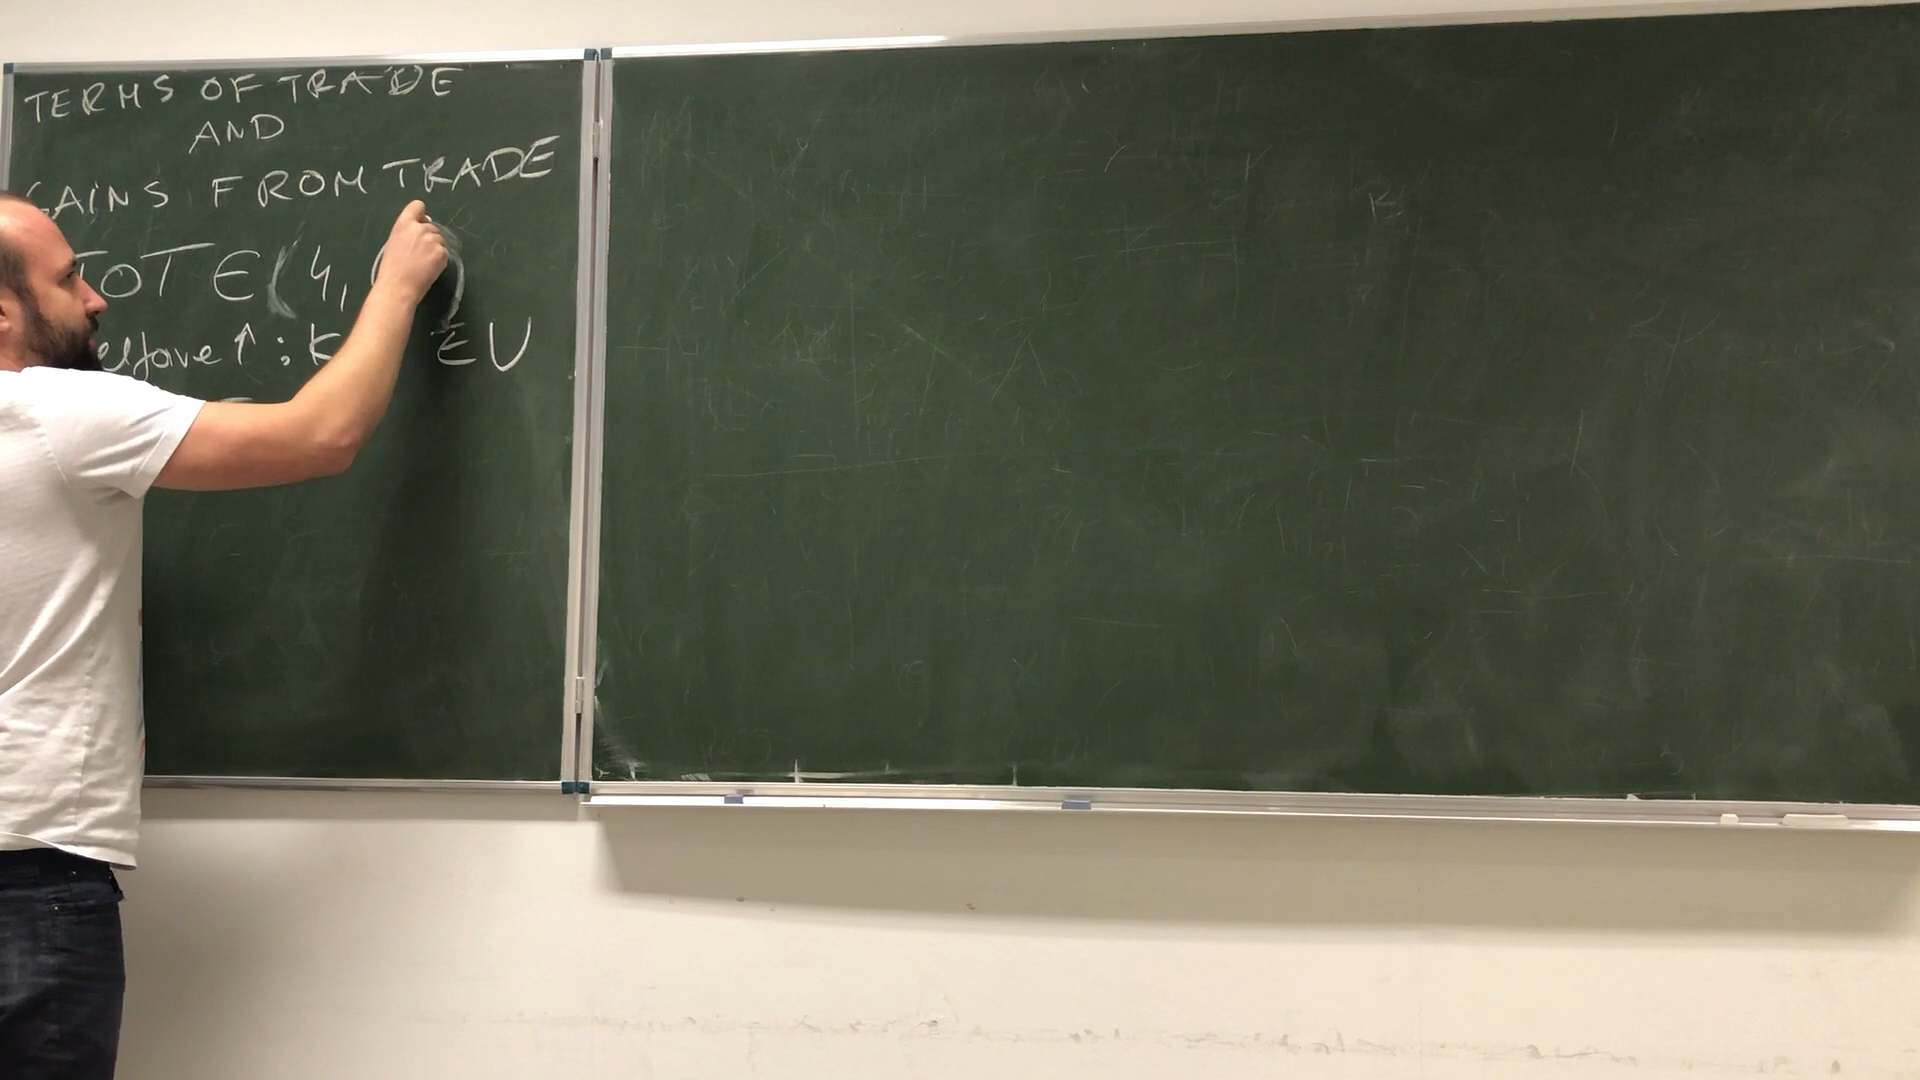 TERMS OF TRADE
AND
GAINS FROM TRADE
TOT ∈ (4,
↑ : EU